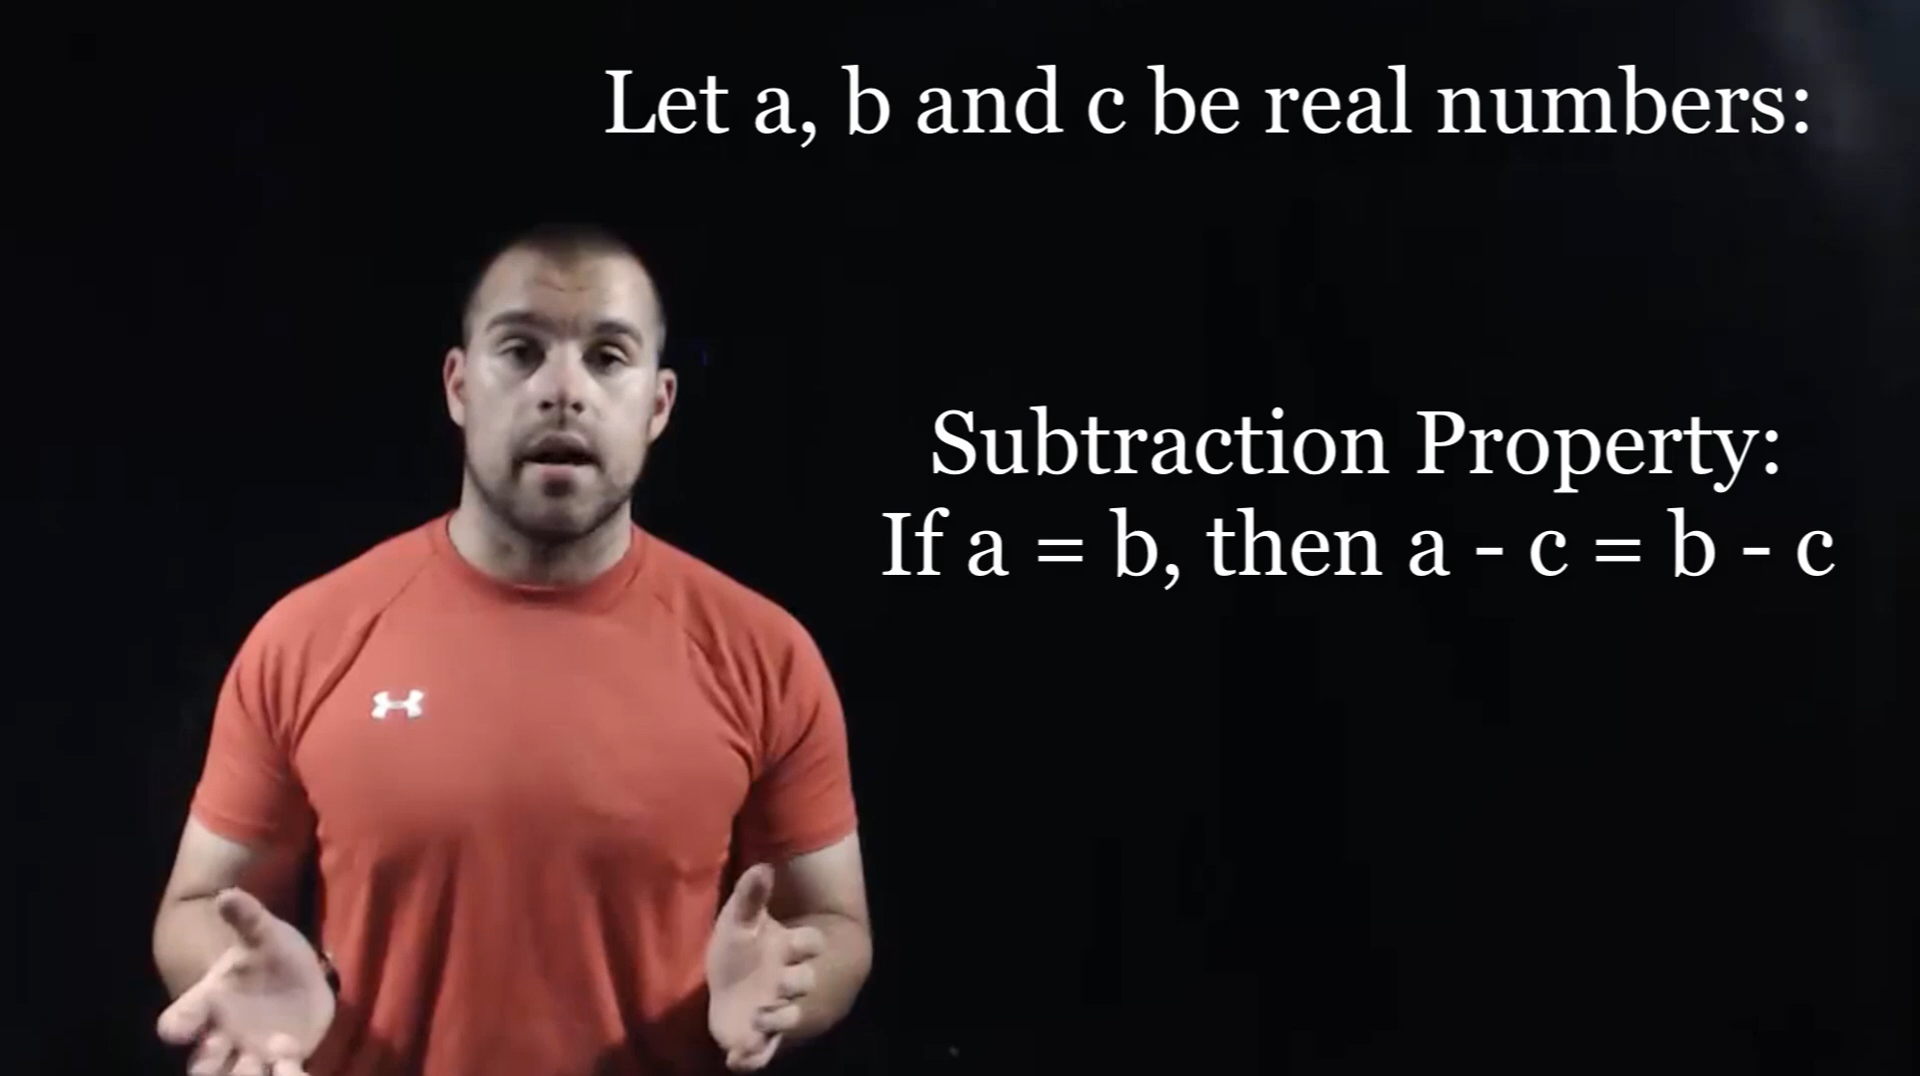 Let a, b and c be real numbers:
Subtraction Property:
If a = b, then a - c = b - c